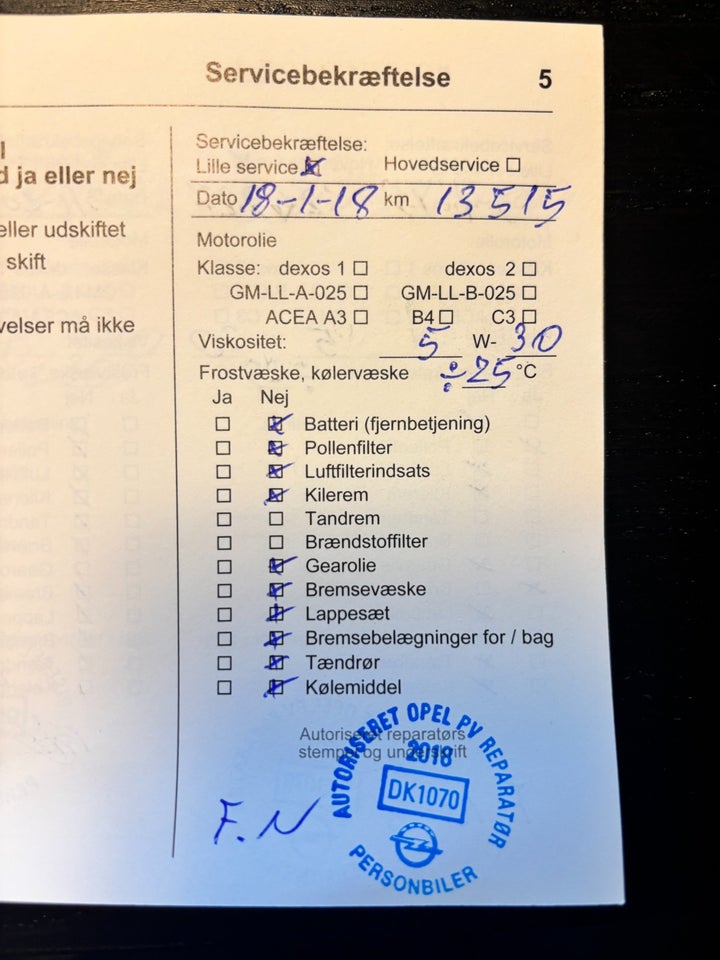 Servicebekræftelse 5
d ja eller nej
eller udskiftet
skift
velser må ikke
Servicebekræftelse:
Lille service ☒ Hovedservice ☐
Dato 18-1-18 km 13515
Motorolie
Klasse: dexos 1 ☐ dexos 2 ☐
GM-LL-A-025 ☐ GM-LL-B-025 ☐
ACEA A3 ☐ B4 ☐ C3 ☐
Viskositet: 5 W- 30
Frostvæske, kølervæske ÷25 °C
Ja Nej
☐ ☒ Batteri (fjernbetjening)
☐ ☒ Pollenfilter
☐ ☒ Luftfilterindsats
☐ ☒ Kilerem
☐ ☐ Tandrem
☐ ☐ Brændstoffilter
☐ ☒ Gearolie
☐ ☒ Bremsevæske
☐ ☒ Lappesæt
☐ ☒ Bremsebelægninger for / bag
☐ ☒ Tændrør
☐ ☒ Kølemiddel
Autoriseret reparatørs
stempel og underskrift
F.N
AUTORISERET OPEL PV REPARATØR
2018
DK1070
PERSONBILER